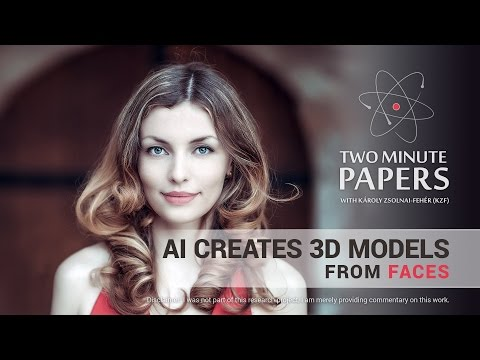 TWO MINUTE
PAPERS
WITH KÁROLY ZSOLNAI-FEHÉR (KZF)
AI CREATES 3D MODELS
FROM FACES
Disclaimer: I was not part of this research project, I am merely providing commentary on this work.